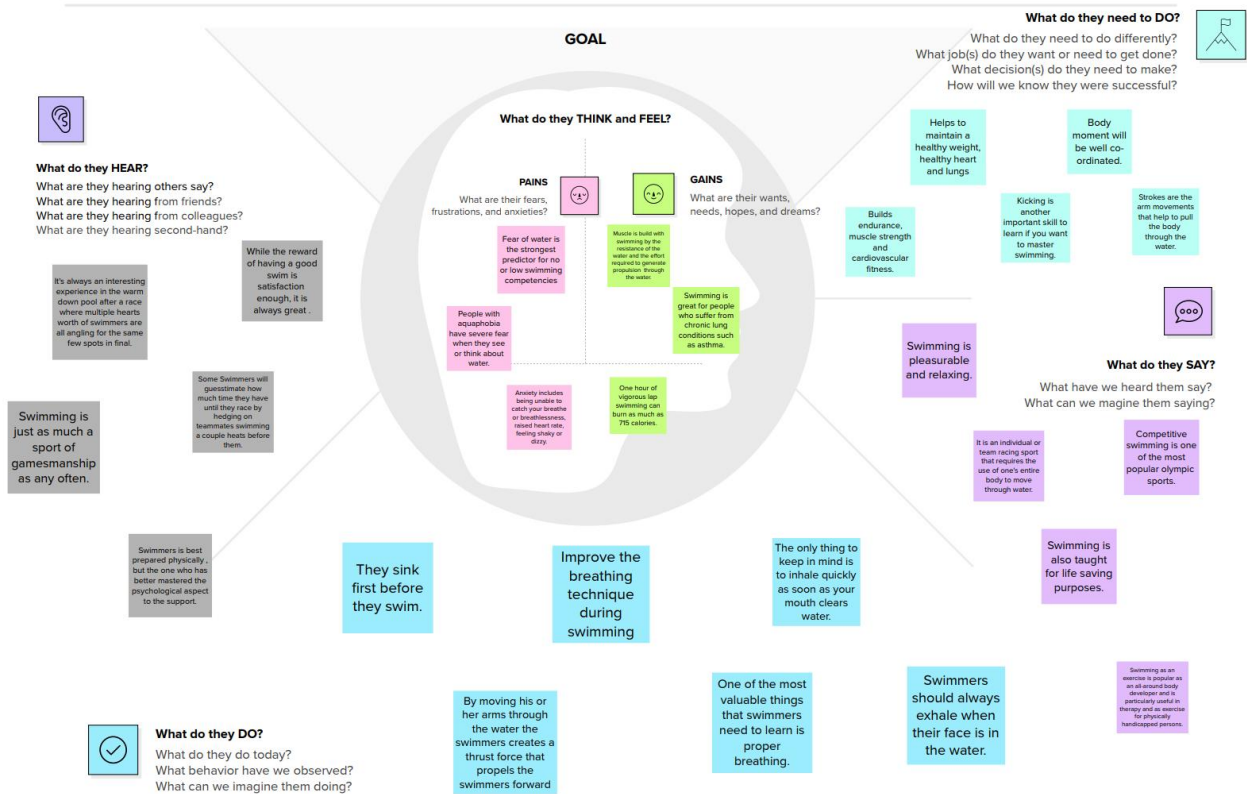 GOAL
What do they need to DO?
What do they need to do differently?
What job(s) do they want or need to get done?
What decision(s) do they need to make?
How will we know they were successful?
Helps to
maintain a
healthy weight,
healthy heart
and lungs
Body
moment will
be well co-
ordinated.
Builds
endurance,
muscle strength
and
cardiovascular
fitness.
Kicking is
another
important skill to
learn if you want
to master
swimming.
Strokes are the
arm movements
that help to pull
the body
through the
water.
What do they THINK and FEEL?
PAINS
What are their fears,
frustrations, and anxieties?
GAINS
What are their wants,
needs, hopes, and dreams?
Fear of water is
the strongest
predictor for no
or low swimming
competencies
People with
aquaphobia
have severe fear
when they see
or think about
water.
Anxiety includes
being unable to
catch your breathe
or breathlessness,
raised heart rate,
feeling shaky or
dizzy.
Muscle is build with
swimming by the
resistance of the
water and the effort
required to generate
propulsion through
the water.
Swimming is
great for people
who suffer from
chronic lung
conditions such
as asthma.
One hour of
vigorous lap
swimming can
burn as much as
715 calories.
What do they HEAR?
What are they hearing others say?
What are they hearing from friends?
What are they hearing from colleagues?
What are they hearing second-hand?
While the reward
of having a good
swim is
satisfaction
enough, it is
always great .
It's always an interesting
experience in the warm
down pool after a race
where multiple hearts
worth of swimmers are
all angling for the same
few spots in final.
Some Swimmers will
guesstimate how
much time they have
until they race by
hedging on
teammates swimming
a couple heats before
them.
Swimming is
just as much a
sport of
gamesmanship
as any often.
Swimmers is best
prepared physically ,
but the one who has
better mastered the
psychological aspect
to the support.
What do they SAY?
What have we heard them say?
What can we magine them saying?
Swimming is
pleasurable
and relaxing.
It is an individual or
team racing sport
that requires the
use of one's entire
body to move
through water.
Competitive
swimming is one
of the most
popular olympic
sports.
Swimming is
also taught
for life saving
purposes.
Swimming as an
exercise is popular as
an all-around body
developer and is
particularly useful in
therapy and as exercise
for physically
handicapped persons.
They sink
first before
they swim.
Improve the
breathing
technique
during
swimming
The only thing to
keep in mind is
to inhale quickly
as soon as your
mouth clears
water.
By moving his or
her arms through
the water the
swimmers creates a
thrust force that
propels the
swimmers forward
One of the most
valuable things
that swimmers
need to learn is
proper
breathing.
Swimmers
should always
exhale when
their face is in
the water.
What do they DO?
What do they do today?
What behavior have we observed?
What can we imagine them doing?